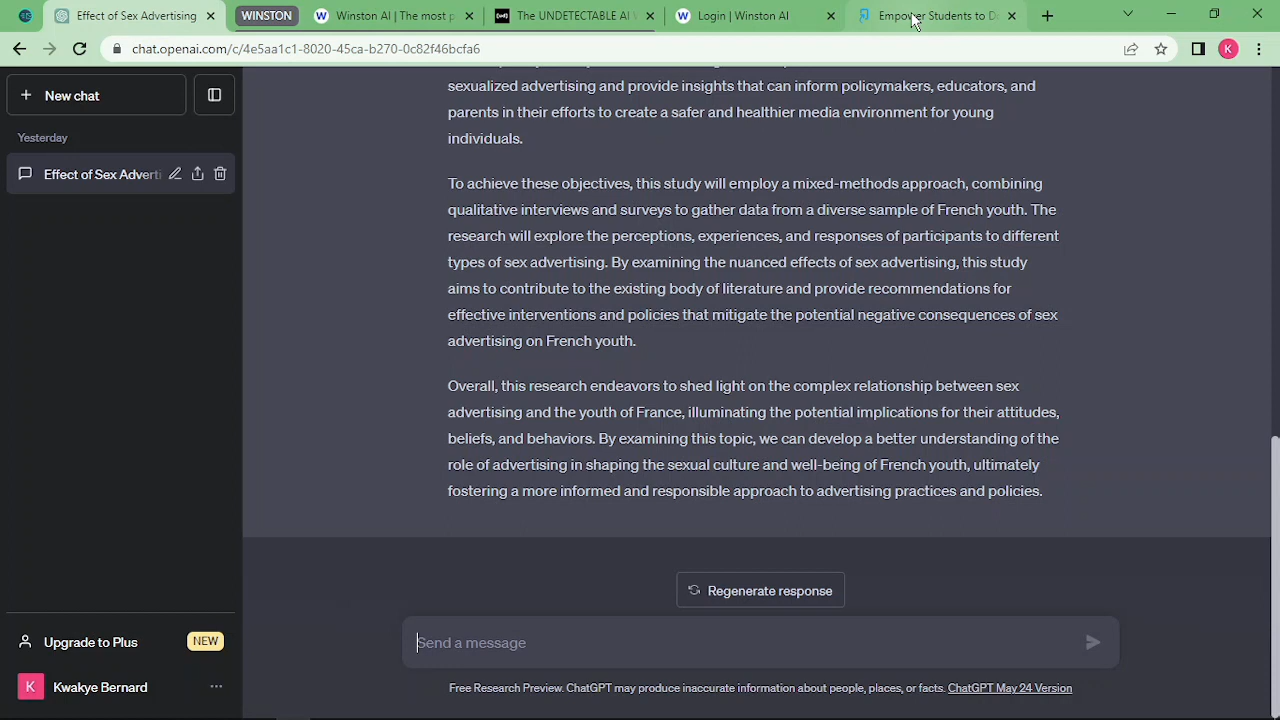 Effect of Sex Advertising
WINSTON
Winston AI | The most p
The UNDETECTABLE AI
Login | Winston AI
Empower Students to D
chat.openai.com/c/4e5aa1c1-8020-45ca-b270-0c82f46bcfa6
K
New chat
Yesterday
Effect of Sex Adverti
sexualized advertising and provide insights that can inform policymakers, educators, and
parents in their efforts to create a safer and healthier media environment for young
individuals.
To achieve these objectives, this study will employ a mixed-methods approach, combining
qualitative interviews and surveys to gather data from a diverse sample of French youth. The
research will explore the perceptions, experiences, and responses of participants to different
types of sex advertising. By examining the nuanced effects of sex advertising, this study
aims to contribute to the existing body of literature and provide recommendations for
effective interventions and policies that mitigate the potential negative consequences of sex
advertising on French youth.
Overall, this research endeavors to shed light on the complex relationship between sex
advertising and the youth of France, illuminating the potential implications for their attitudes,
beliefs, and behaviors. By examining this topic, we can develop a better understanding of the
role of advertising in shaping the sexual culture and well-being of French youth, ultimately
fostering a more informed and responsible approach to advertising practices and policies.
Regenerate response
Send a message
Upgrade to Plus
NEW
K
Kwakye Bernard
Free Research Preview. ChatGPT may produce inaccurate information about people, places, or facts. ChatGPT May 24 Version